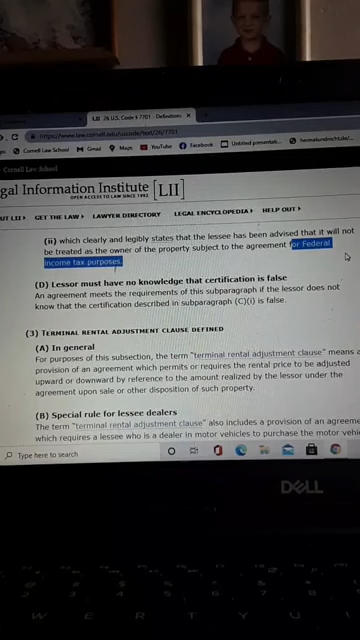 LII 26 U.S. Code § 7701 - Definitions
https://www.law.cornell.edu/uscode/text/26/7701
Cornell Law School Gmail Maps YouTube Facebook Untitled presentati...
Cornell Law School
gal Information Institute [LII]
OPEN ACCESS TO LAW SINCE 1992
UT LII GET THE LAW LAWYER DIRECTORY LEGAL ENCYCLOPEDIA HELP OUT
(ii) which clearly and legibly states that the lessee has been advised that it will not
be treated as the owner of the property subject to the agreement for Federal
income tax purposes.
(D) Lessor must have no knowledge that certification is false
An agreement meets the requirements of this subparagraph if the lessor does not
know that the certification described in subparagraph (C)(i) is false.
(3) TERMINAL RENTAL ADJUSTMENT CLAUSE DEFINED
(A) In general
For purposes of this subsection, the term "terminal rental adjustment clause" means a
provision of an agreement which permits or requires the rental price to be adjusted
upward or downward by reference to the amount realized by the lessor under the
agreement upon sale or other disposition of such property.
(B) Special rule for lessee dealers
The term "terminal rental adjustment clause" also includes a provision of an agreeme
which requires a lessee who is a dealer in motor vehicles to purchase the motor vehic
Type here to search
DELL
W E R T Y U